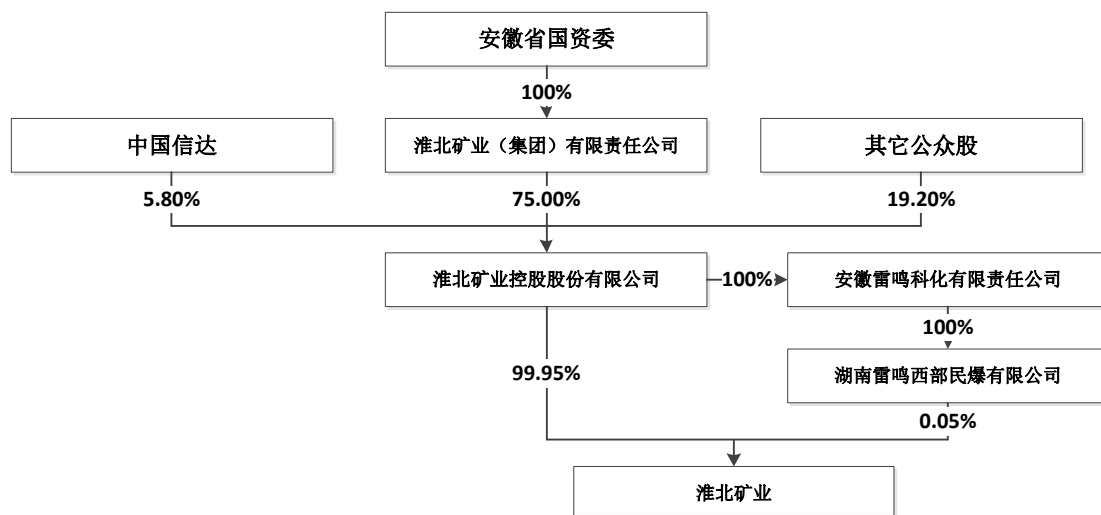 安徽省国资委
100%
中国信达
淮北矿业（集团）有限责任公司
其它公众股
5.80%
75.00%
19.20%
淮北矿业控股股份有限公司
100%
安徽雷鸣科化有限责任公司
100%
99.95%
湖南雷鸣西部民爆有限公司
0.05%
淮北矿业